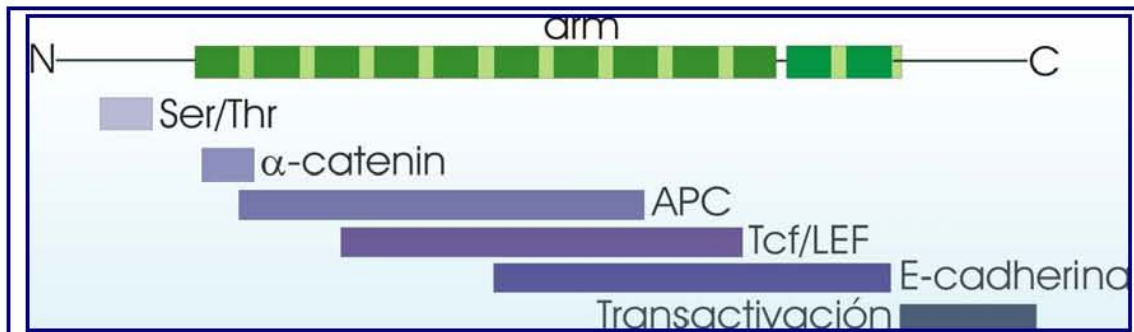 arm
N C
Ser/Thr
α-catenin
APC
Tcf/LEF
E-cadherina
Transactivación